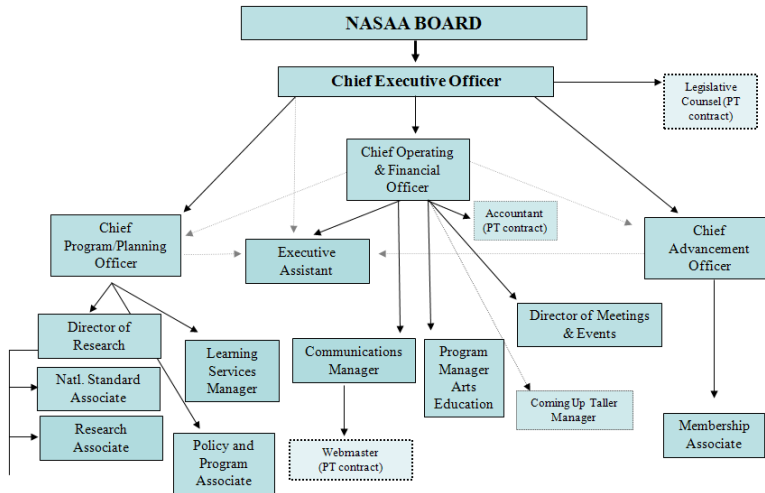 NASAA BOARD
Chief Executive Officer
Legislative
Counsel (PT
contract)
Chief Operating
& Financial
Officer
Accountant
(PT contract)
Chief
Program/Planning
Officer
Executive
Assistant
Chief
Advancement
Officer
Director of
Research
Learning
Services
Manager
Communications
Manager
Program
Manager
Arts
Education
Director of Meetings
& Events
Natl. Standard
Associate
Coming Up Taller
Manager
Research
Associate
Policy and
Program
Associate
Webmaster
(PT contract)
Membership
Associate